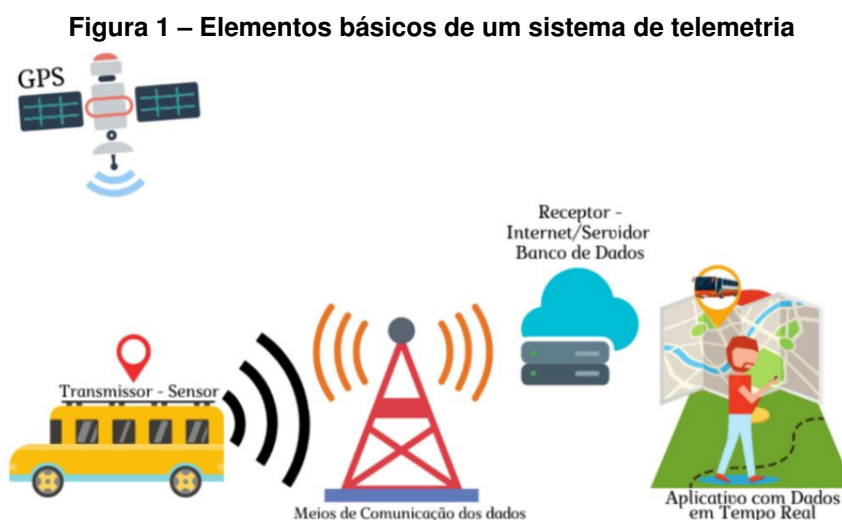 Figura 1 – Elementos básicos de um sistema de telemetria
GPS
Receptor -
Internet/Servidor
Banco de Dados
Transmissor - Sensor
Meios de Comunicação dos dados
Aplicativo com Dados
em Tempo Real